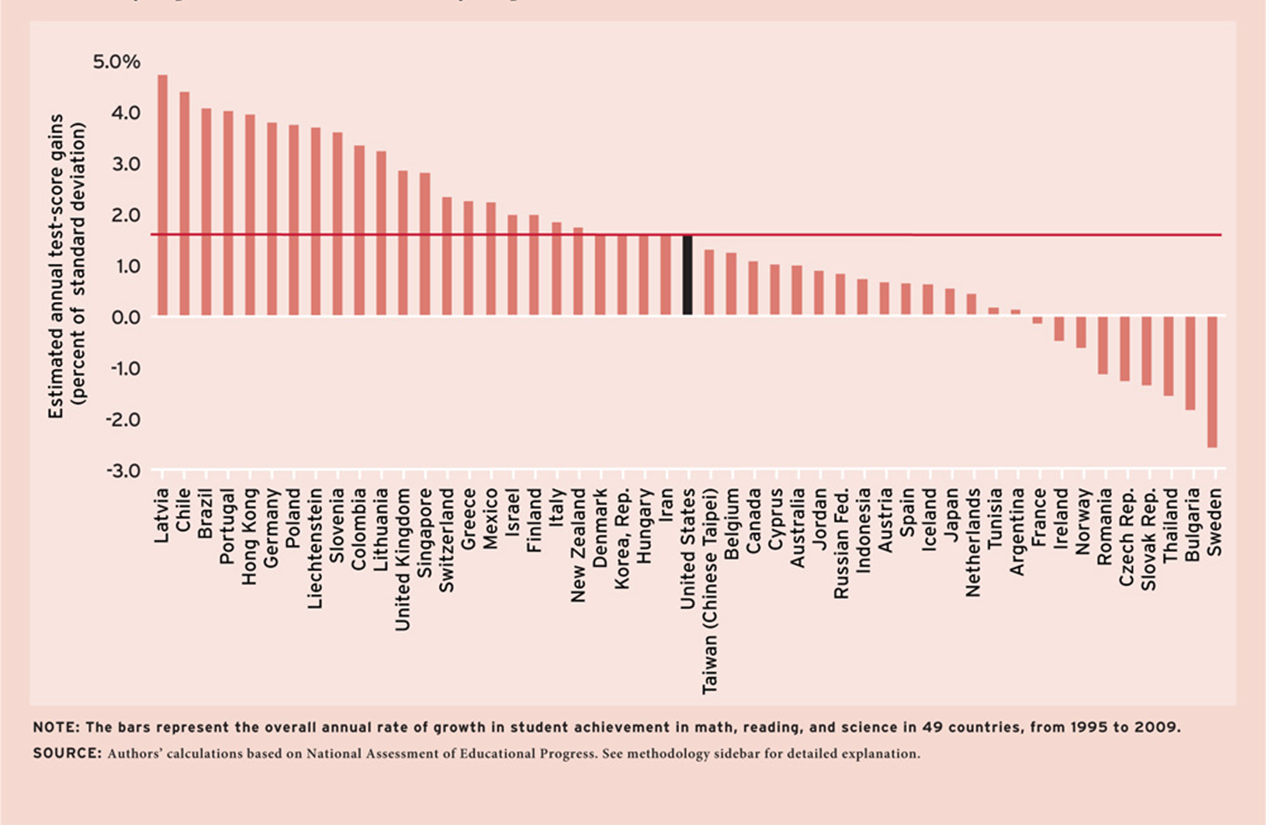 5.0%
4.0
3.0
2.0
1.0
0.0
-1.0
-2.0
-3.0
Estimated annual test-score gains
(percent of standard deviation)
Latvia
Chile
Brazil
Portugal
Hong Kong
Germany
Poland
Liechtenstein
Slovenia
Colombia
Lithuania
United Kingdom
Singapore
Switzerland
Greece
Mexico
Israel
Finland
Italy
New Zealand
Denmark
Korea, Rep.
Hungary
Iran
United States
Taiwan (Chinese Taipei)
Belgium
Canada
Cyprus
Australia
Jordan
Russian Fed.
Indonesia
Austria
Spain
Iceland
Japan
Netherlands
Tunisia
Argentina
France
Ireland
Norway
Romania
Czech Rep.
Slovak Rep.
Thailand
Bulgaria
Sweden
NOTE: The bars represent the overall annual rate of growth in student achievement in math, reading, and science in 49 countries, from 1995 to 2009.
SOURCE: Authors’ calculations based on National Assessment of Educational Progress. See methodology sidebar for detailed explanation.